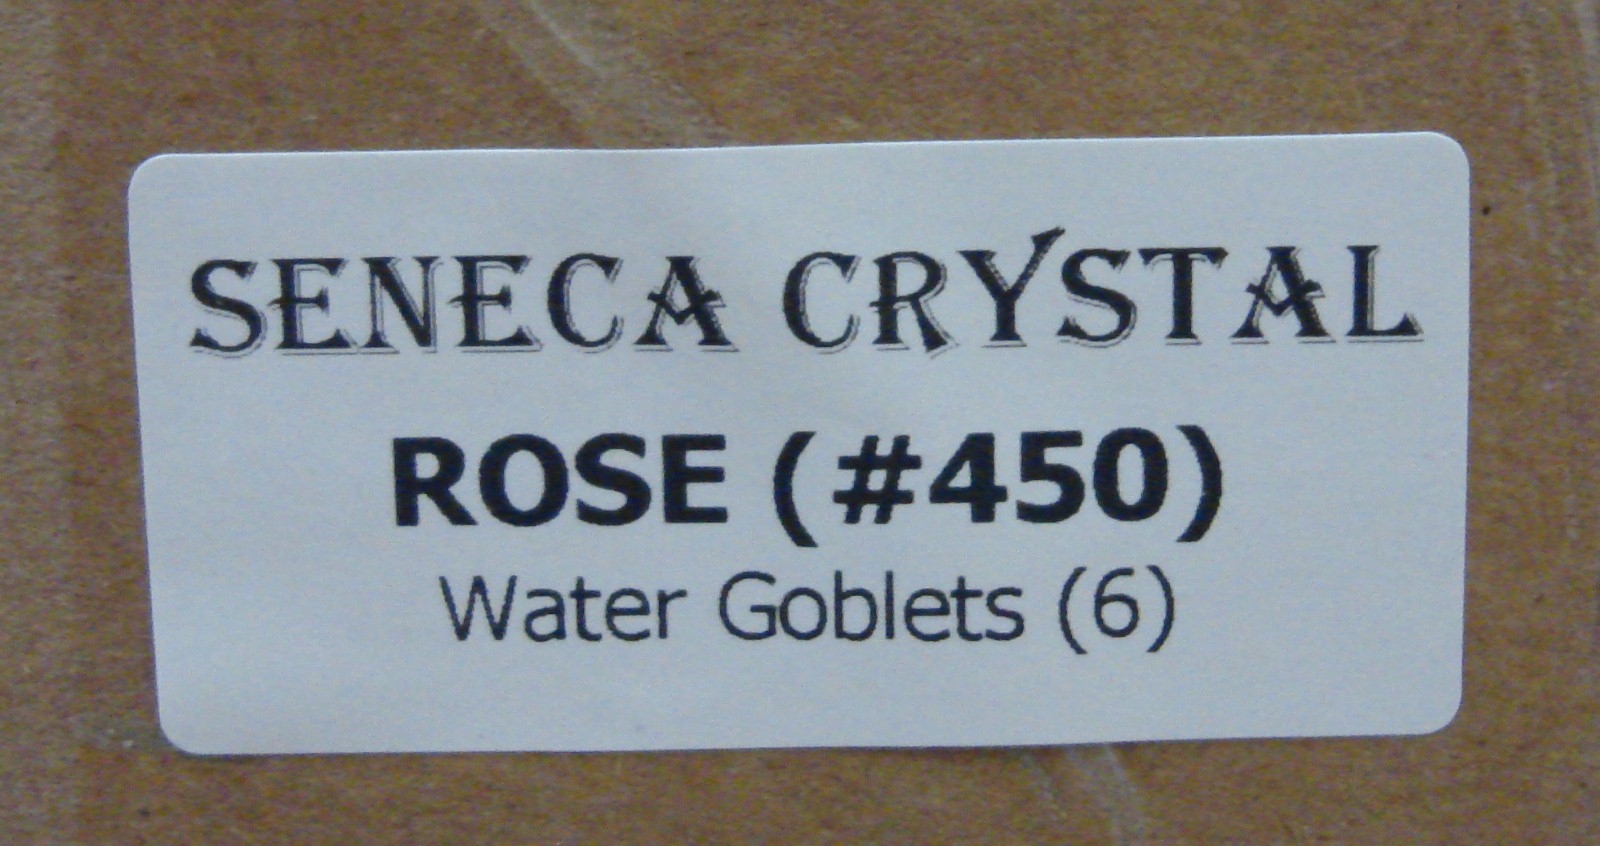 SENECA CRYSTAL
ROSE (#450)
Water Goblets (6)